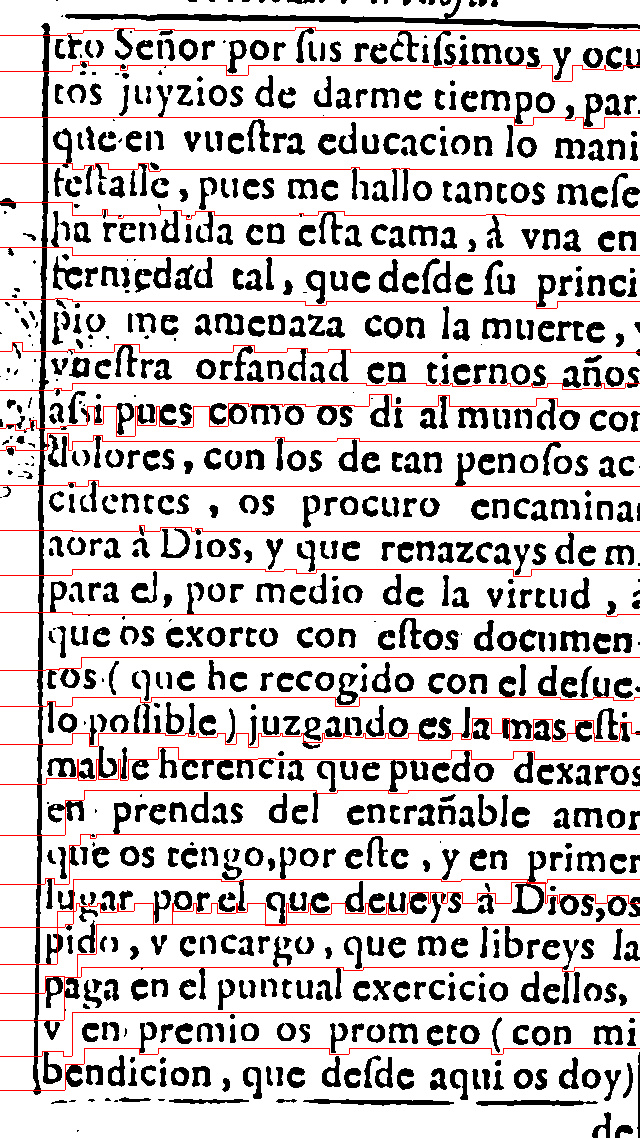 tro Señor por ſus rectiſsimos y ocu
tos juyzios de darme tiempo, par
que en vueſtra educacion lo mani
feſtaſſe, pues me hallo tantos meſe
ha rendida en eſta cama, à vna en
fermedad tal, que deſde ſu princi
pio me amenaza con la muerte, y
vueſtra orfandad en tiernos años
aſsi pues como os di al mundo con
dolores, con los de tan penoſos ac-
cidentes, os procuro encamina
aora à Dios, y que renazcays de m
para el, por medio de la virtud, à
que os exorto con eſtos documen-
tos (que he recogido con el deſue-
lo poſſible) juzgando es la mas eſti-
mable herencia que puedo dexaros
en prendas del entrañable amor
que os tengo, por eſte, y en primer
lugar por el que deueys à Dios, os
pido, y encargo, que me libreys la
paga en el puntual exercicio dellos,
y en premio os prometo (con mi
bendicion, que deſde aqui os doy)
de